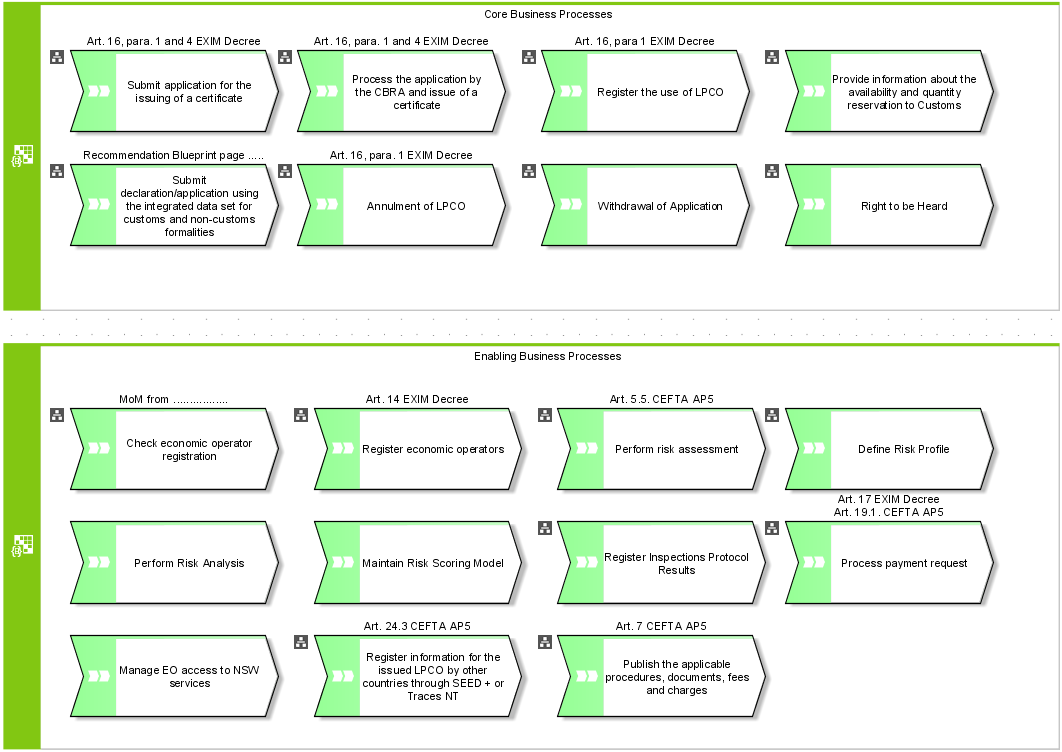 Core Business Processes
Art. 16, para. 1 and 4 EXIM Decree
Art. 16, para. 1 and 4 EXIM Decree
Art. 16, para 1 EXIM Decree
Submit application for the
issuing of a certificate
Process the application by
the CBRA and issue of a
certificate
Register the use of LPCO
Provide information about the
availability and quantity
reservation to Customs
Recommendation Blueprint page .....
Art. 16, para. 1 EXIM Decree
Submit
declaration/application using
the integrated data set for
customs and non-customs
formalities
Annulment of LPCO
Withdrawal of Application
Right to be Heard
Enabling Business Processes
MoM from .................
Art. 14 EXIM Decree
Art. 5.5. CEFTA AP5
Check economic operator
registration
Register economic operators
Perform risk assessment
Define Risk Profile
Art. 17 EXIM Decree
Art. 19.1. CEFTA AP5
Perform Risk Analysis
Maintain Risk Scoring Model
Register Inspections Protocol
Results
Process payment request
Art. 24.3 CEFTA AP5
Art. 7 CEFTA AP5
Manage EO access to NSW
services
Register information for the
issued LPCO by other
countries through SEED + or
Traces NT
Publish the applicable
procedures, documents, fees
and charges